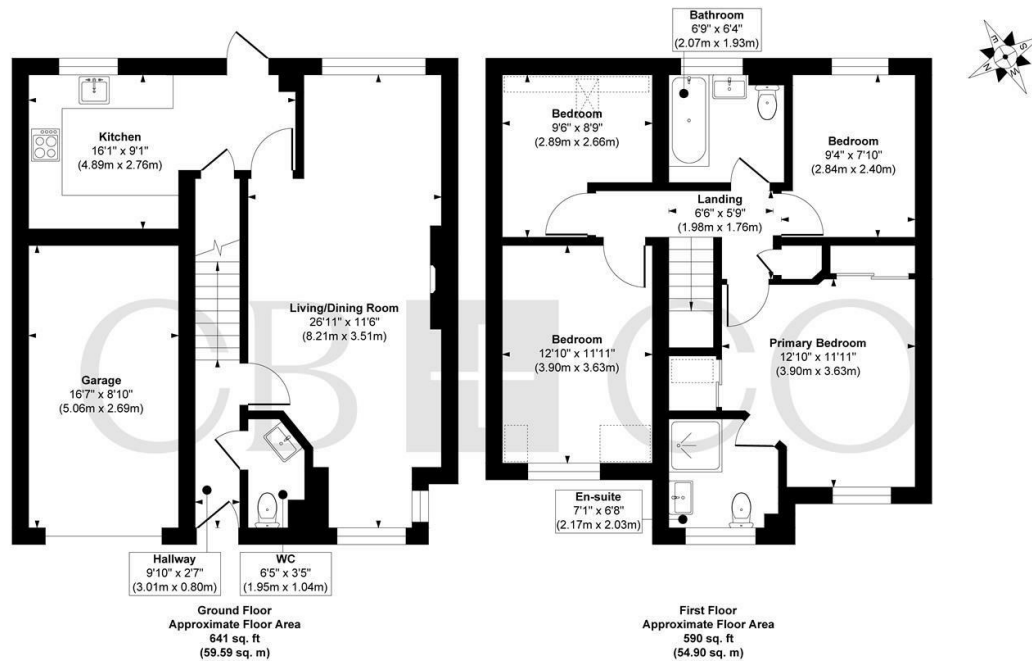 Bathroom
6'9" x 6'4"
(2.07m x 1.93m)
Kitchen
16'1" x 9'1"
(4.89m x 2.76m)
Bedroom
9'6" x 8'9"
(2.89m x 2.66m)
Bedroom
9'4" x 7'10"
(2.84m x 2.40m)
Landing
6'6" x 5'9"
(1.98m x 1.76m)
Living/Dining Room
26'11" x 11'6"
(8.21m x 3.51m)
Garage
16'7" x 8'10"
(5.06m x 2.69m)
Bedroom
12'10" x 11'11"
(3.90m x 3.63m)
Primary Bedroom
12'10" x 11'11"
(3.90m x 3.63m)
En-suite
7'1" x 6'8"
(2.17m x 2.03m)
Hallway
9'10" x 2'7"
(3.01m x 0.80m)
WC
6'5" x 3'5"
(1.95m x 1.04m)
Ground Floor
Approximate Floor Area
641 sq. ft
(59.59 sq. m)
First Floor
Approximate Floor Area
590 sq. ft
(54.90 sq. m)
CB CO
N
E
S
W